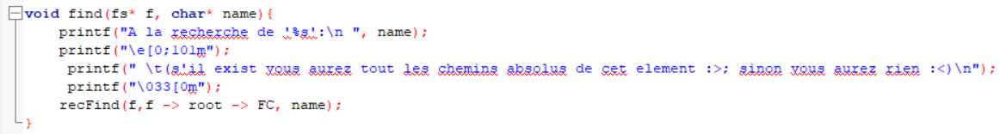 void find(fs* f, char* name){
printf("A la recherche de '%s':\n ", name);
printf("\e[0;101m");
printf(" \t(s'il exist vous aurez tout les chemins absolus de cet element :>; sinon vous aurez rien :<)\n");
printf("\033[0m");
recFind(f,f -> root -> FC, name);
}